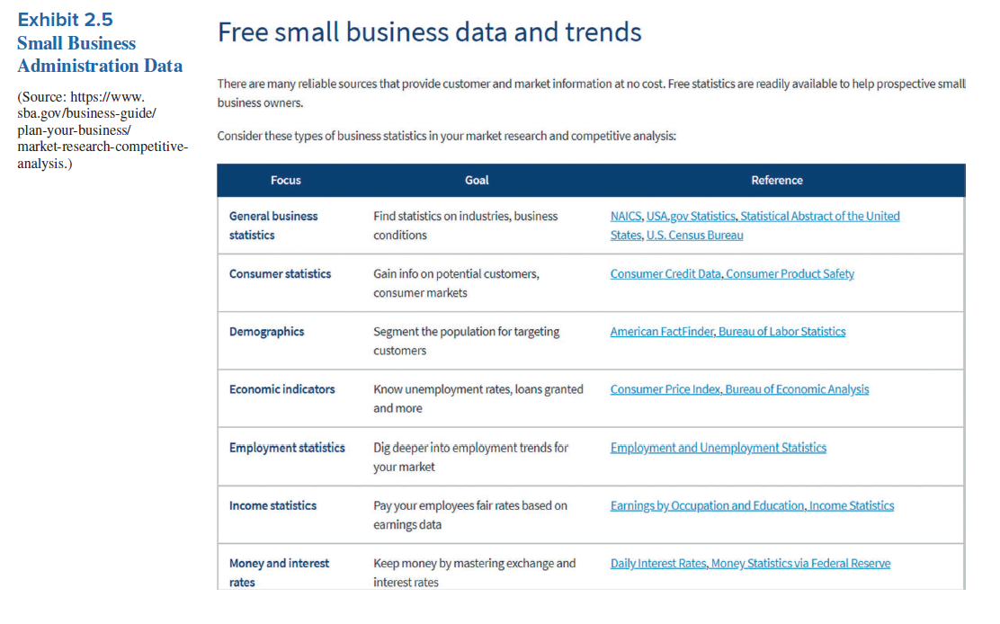 Exhibit 2.5
Small Business
Administration Data
(Source: https://www.
sba.gov/business-guide/
plan-your-business/
market-research-competitive-
analysis.)
Free small business data and trends
There are many reliable sources that provide customer and market information at no cost. Free statistics are readily available to help prospective small
business owners.
Consider these types of business statistics in your market research and competitive analysis:
Focus Goal Reference
General business Find statistics on industries, business NAICS, USA.gov Statistics, Statistical Abstract of the United
statistics conditions States, U.S. Census Bureau
Consumer statistics Gain info on potential customers, Consumer Credit Data, Consumer Product Safety
consumer markets
Demographics Segment the population for targeting American FactFinder, Bureau of Labor Statistics
customers
Economic indicators Know unemployment rates, loans granted Consumer Price Index, Bureau of Economic Analysis
and more
Employment statistics Dig deeper into employment trends for Employment and Unemployment Statistics
your market
Income statistics Pay your employees fair rates based on Earnings by Occupation and Education, Income Statistics
earnings data
Money and interest Keep money by mastering exchange and Daily Interest Rates, Money Statistics via Federal Reserve
rates interest rates